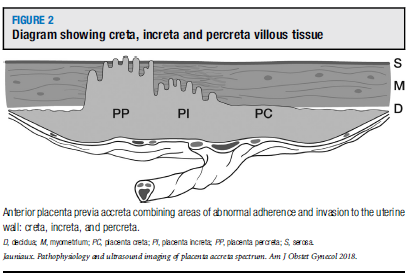 FIGURE 2
Diagram showing creta, increta and percreta villous tissue
S
M
D
PP PI PC
Anterior placenta previa accreta combining areas of abnormal adherence and invasion to the uterine
wall: creta, increta, and percreta.
D, decidua; M, myometrium; PC, placenta creta; PI, placenta increta; PP, placenta percreta; S, serosa.
Jauniaux. Pathophysiology and ultrasound imaging of placenta accreta spectrum. Am J Obstet Gynecol 2018.